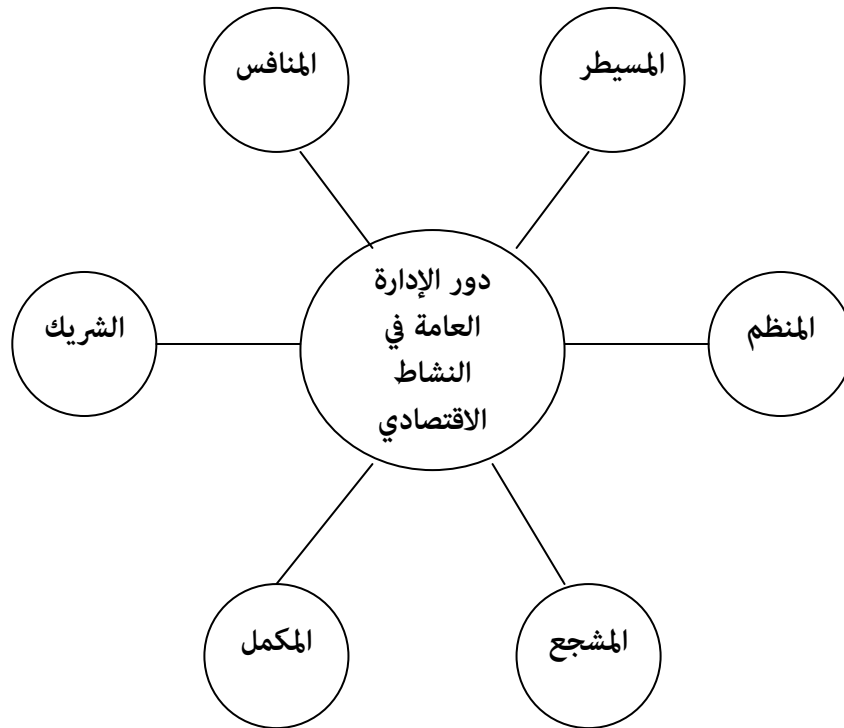 المسيطر
المنافس
دور الإدارة
العامة في
النشاط
الاقتصادي
المنظم
الشريك
المشجع
المكمل